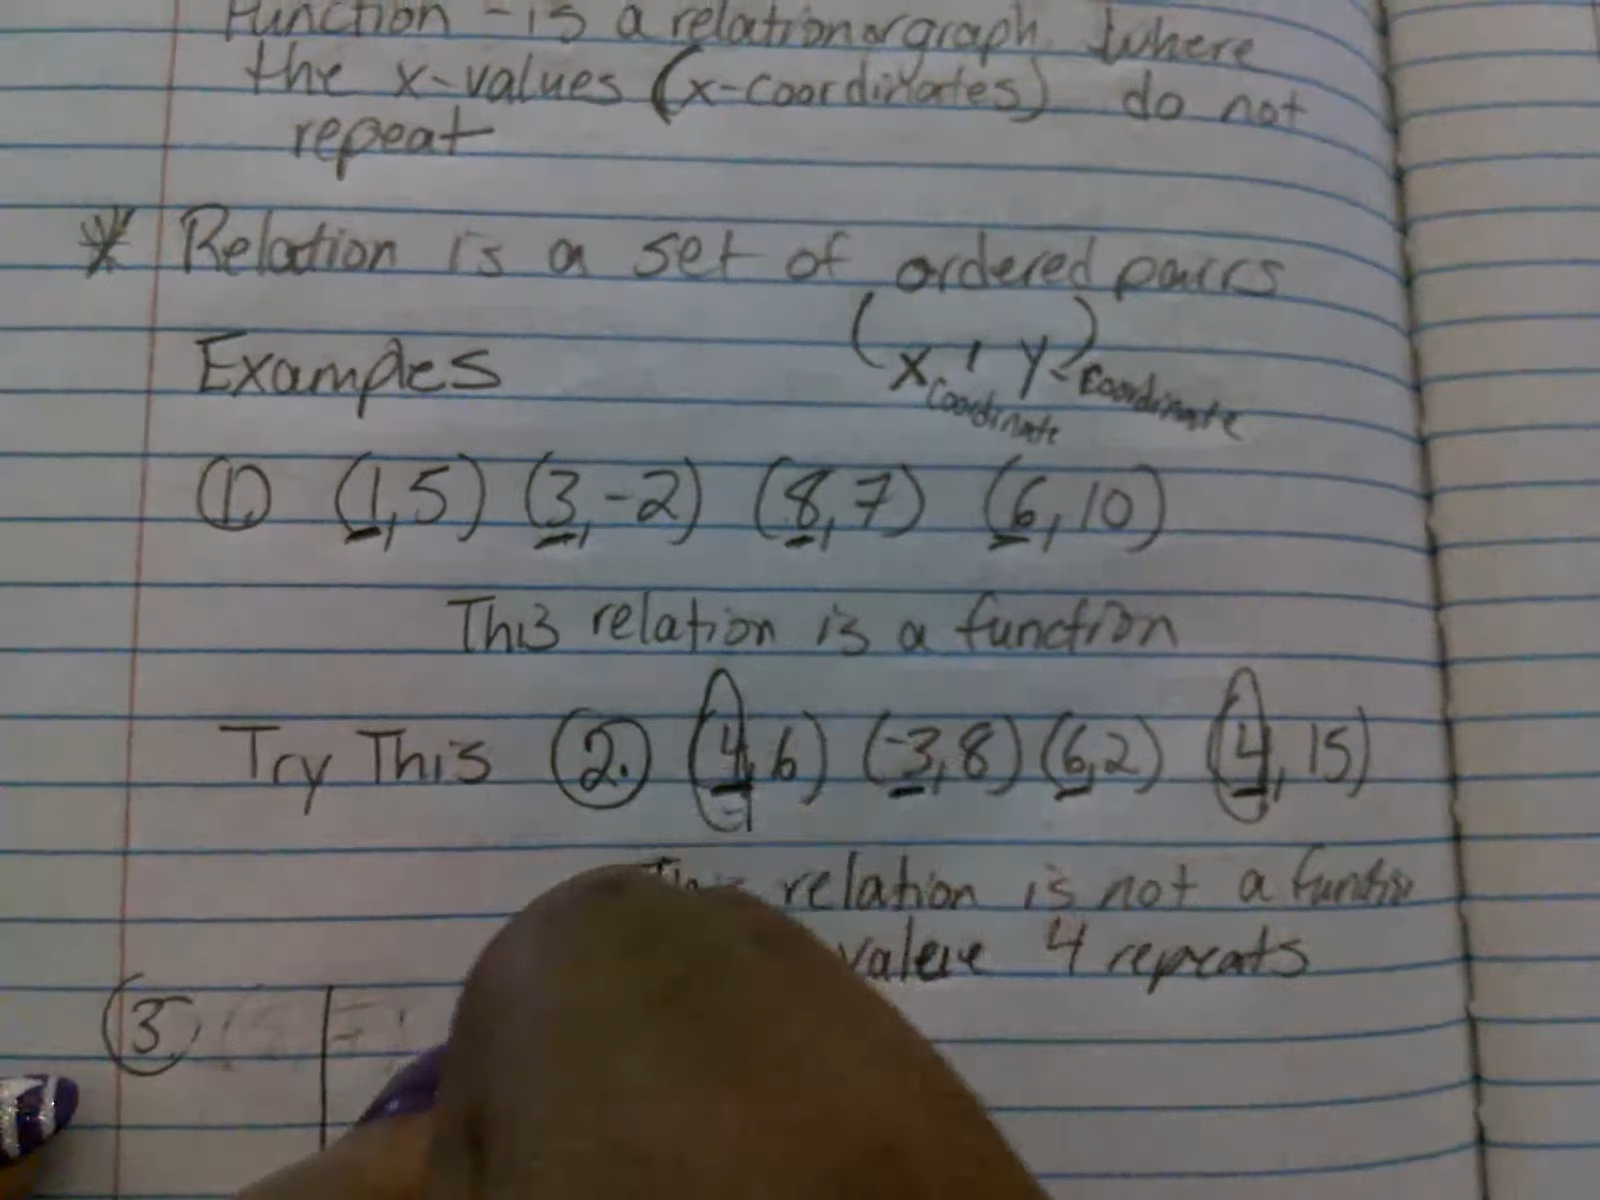 Function - is a relation or graph where
the x-values (x-coordinates) do not
repeat
* Relation is a set of ordered pairs
Examples (x, y)
coordinate coordinate
1. (1,5) (3,-2) (8,7) (6,10)
This relation is a function
Try This 2. (4,6) (-3,8) (6,2) (4,15)
relation is not a
4 repeats
3.